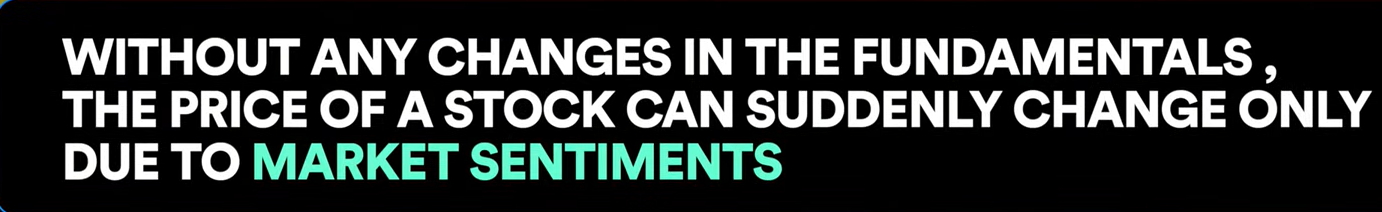 WITHOUT ANY CHANGES IN THE FUNDAMENTALS ,
THE PRICE OF A STOCK CAN SUDDENLY CHANGE ONLY
DUE TO MARKET SENTIMENTS